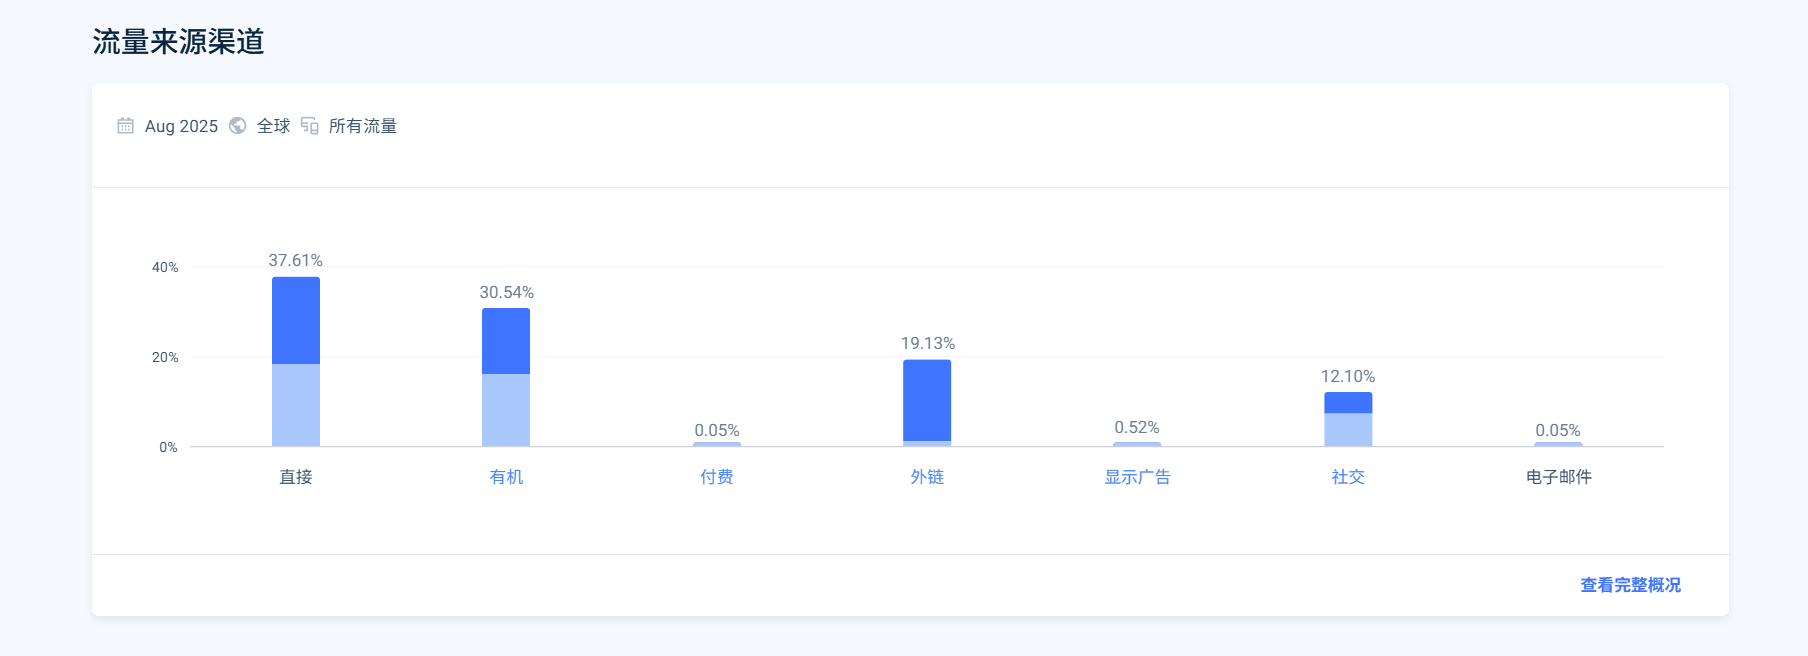 流量来源渠道
Aug 2025 全球 所有流量
37.61%
40%
30.54%
19.13%
20%
12.10%
0.05%
0.52%
0.05%
0%
直接 有机 付费 外链 显示广告 社交 电子邮件
查看完整概况